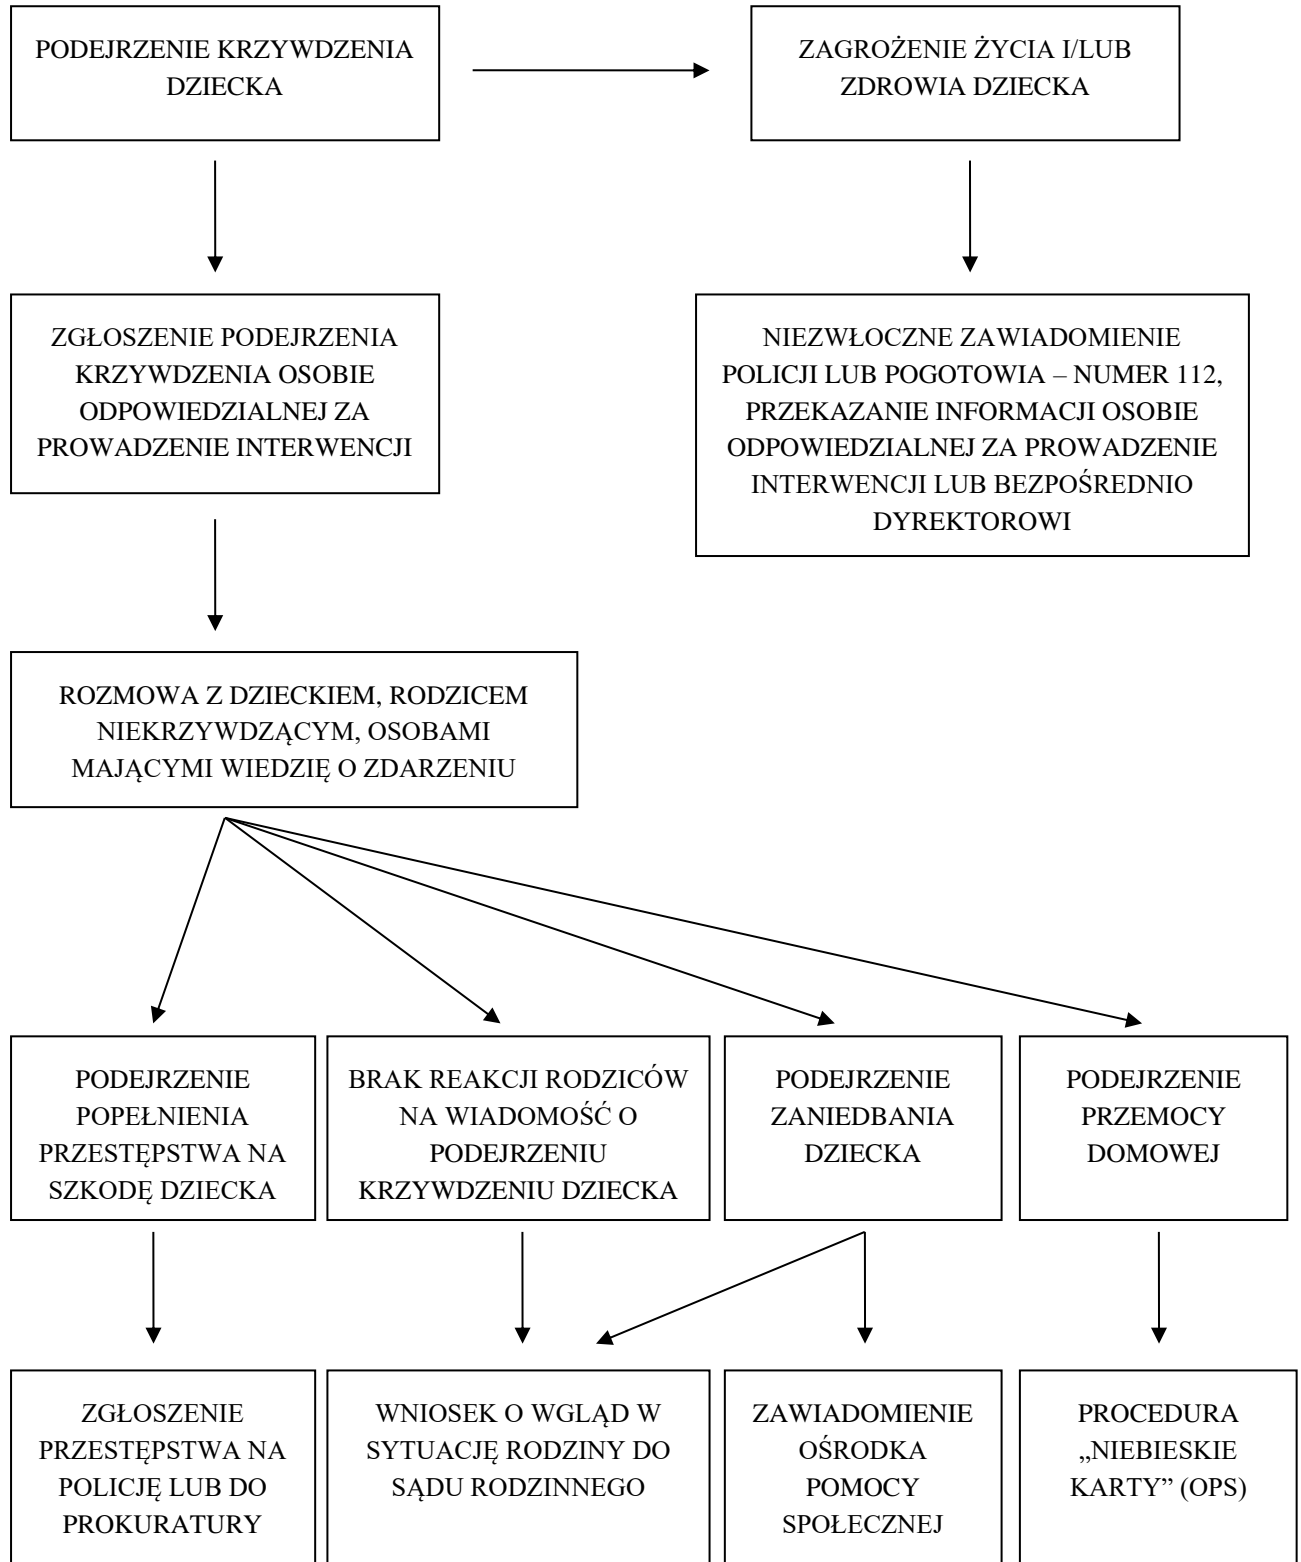 PODEJRZENIE KRZYWDZENIA
DZIECKA
ZAGROŻENIE ŻYCIA I/LUB
ZDROWIA DZIECKA
ZGŁOSZENIE PODEJRZENIA
KRZYWDZENIA OSOBIE
ODPOWIEDZIALNEJ ZA
PROWADZENIE INTERWENCJI
NIEZWŁOCZNE ZAWIADOMIENIE
POLICJI LUB POGOTOWIA – NUMER 112,
PRZEKAZANIE INFORMACJI OSOBIE
ODPOWIEDZIALNEJ ZA PROWADZENIE
INTERWENCJI LUB BEZPOŚREDNIO
DYREKTOROWI
ROZMOWA Z DZIECKIEM, RODZICEM
NIEKRZYWDZĄCYM, OSOBAMI
MAJĄCYMI WIEDZIĘ O ZDARZENIU
PODEJRZENIE
POPEŁNIENIA
PRZESTĘPSTWA NA
SZKODĘ DZIECKA
BRAK REAKCJI RODZICÓW
NA WIADOMOŚĆ O
PODEJRZENIU
KRZYWDZENIU DZIECKA
PODEJRZENIE
ZANIEDBANIA
DZIECKA
PODEJRZENIE
PRZEMOCY
DOMOWEJ
ZGŁOSZENIE
PRZESTĘPSTWA NA
POLICJĘ LUB DO
PROKURATURY
WNIOSEK O WGLĄD W
SYTUACJĘ RODZINY DO
SĄDU RODZINNEGO
ZAWIADOMIENIE
OŚRODKA
POMOCY
SPOŁECZNEJ
PROCEDURA
„NIEBIESKIE
KARTY” (OPS)